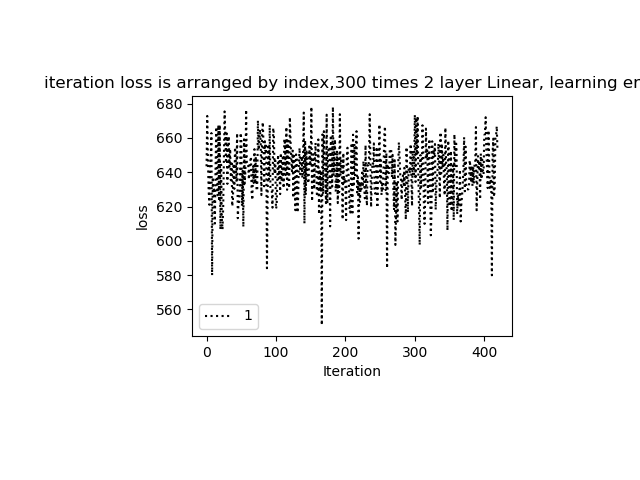 iteration loss is arranged by index,300 times 2 layer Linear, learning er
680
660
640
620
600
580
560
loss
1
0 100 200 300 400
Iteration